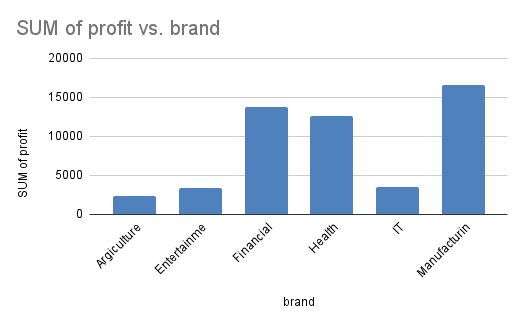 SUM of profit vs. brand
20000
15000
10000
5000
0
SUM of profit
Argiculture
Entertainme
Financial
Health
IT
Manufacturin
brand